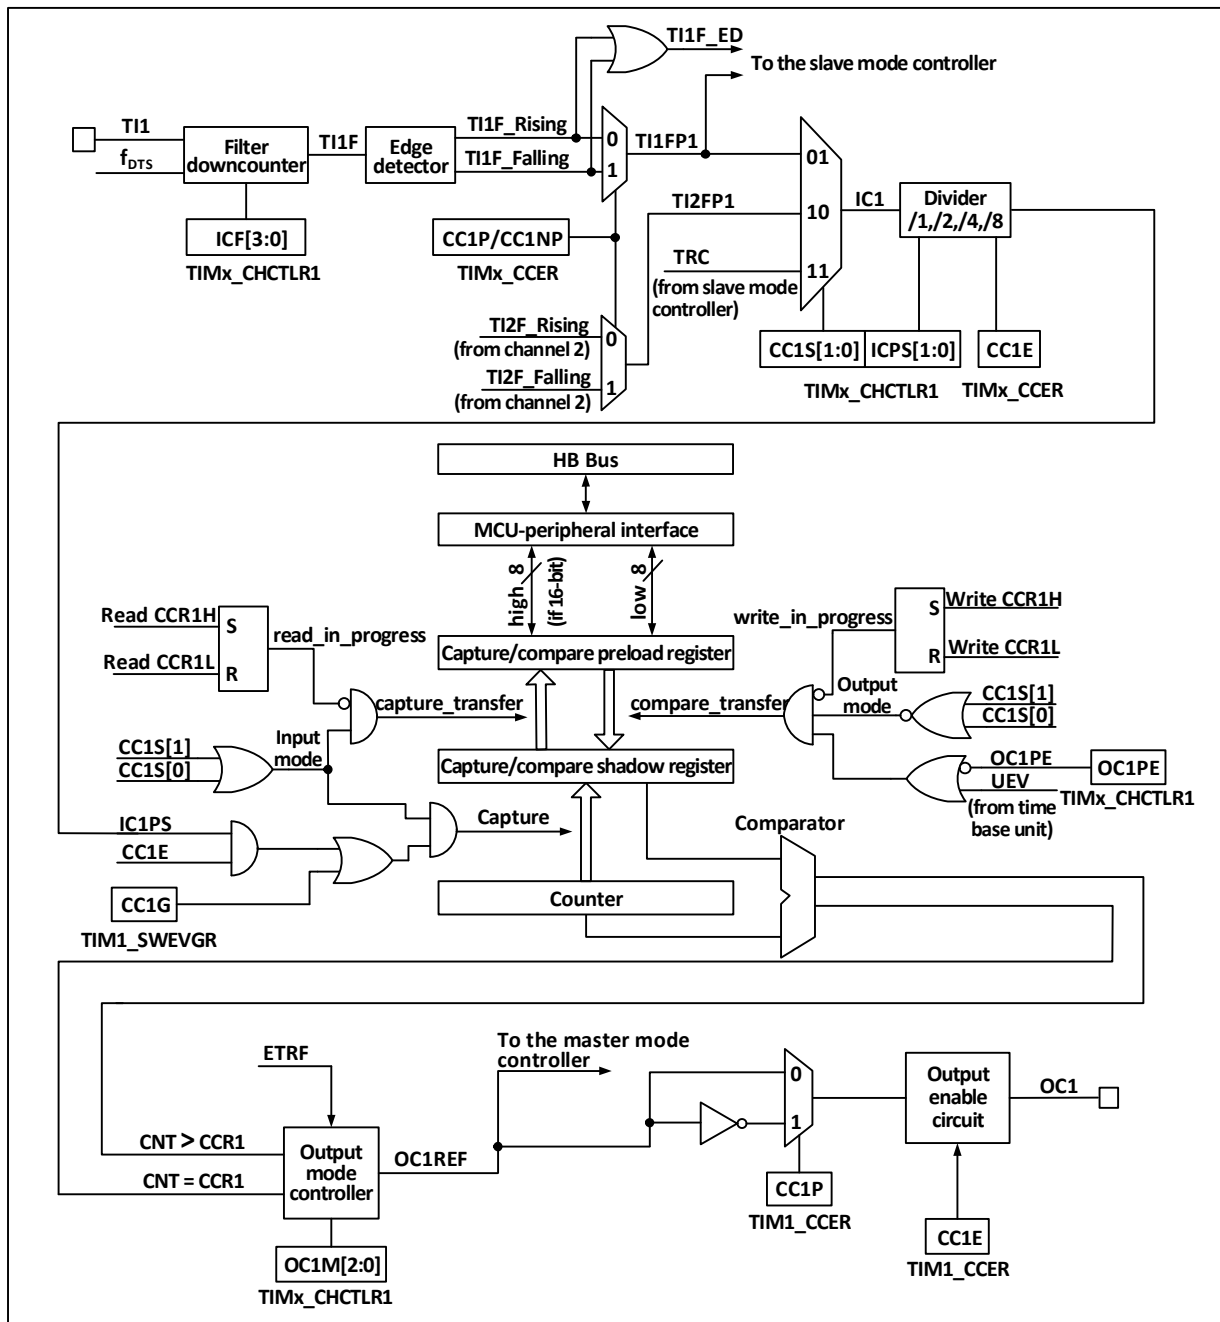 TI1F_ED
To the slave mode controller
TI1
fDTS
Filter
downcounter
TI1F
Edge
detector
TI1F_Rising
TI1F_Falling
0
1
TI1FP1
01
10
11
IC1
Divider
/1,/2,/4,/8
TI2FP1
TRC
(from slave mode
controller)
ICF[3:0]
TIMx_CHCTLR1
CC1P/CC1NP
TIMx_CCER
TI2F_Rising
(from channel 2)
TI2F_Falling
(from channel 2)
0
1
CC1S[1:0]
ICPS[1:0]
TIMx_CHCTLR1
CC1E
TIMx_CCER
HB Bus
MCU-peripheral interface
high 8
(if 16-bit)
low 8
Read CCR1H
Read CCR1L
S
R
read_in_progress
Capture/compare preload register
write_in_progress
S
R
Write CCR1H
Write CCR1L
capture_transfer
compare_transfer
Output
mode
CC1S[1]
CC1S[0]
CC1S[1]
CC1S[0]
Input
mode
Capture/compare shadow register
OC1PE
UEV
(from time
base unit)
OC1PE
TIMx_CHCTLR1
IC1PS
CC1E
CC1G
TIM1_SWEVGR
Capture
Counter
Comparator
ETRF
To the master mode
controller
CNT > CCR1
CNT = CCR1
Output
mode
controller
OC1REF
0
1
Output
enable
circuit
OC1
OC1M[2:0]
TIMx_CHCTLR1
CC1P
TIM1_CCER
CC1E
TIM1_CCER